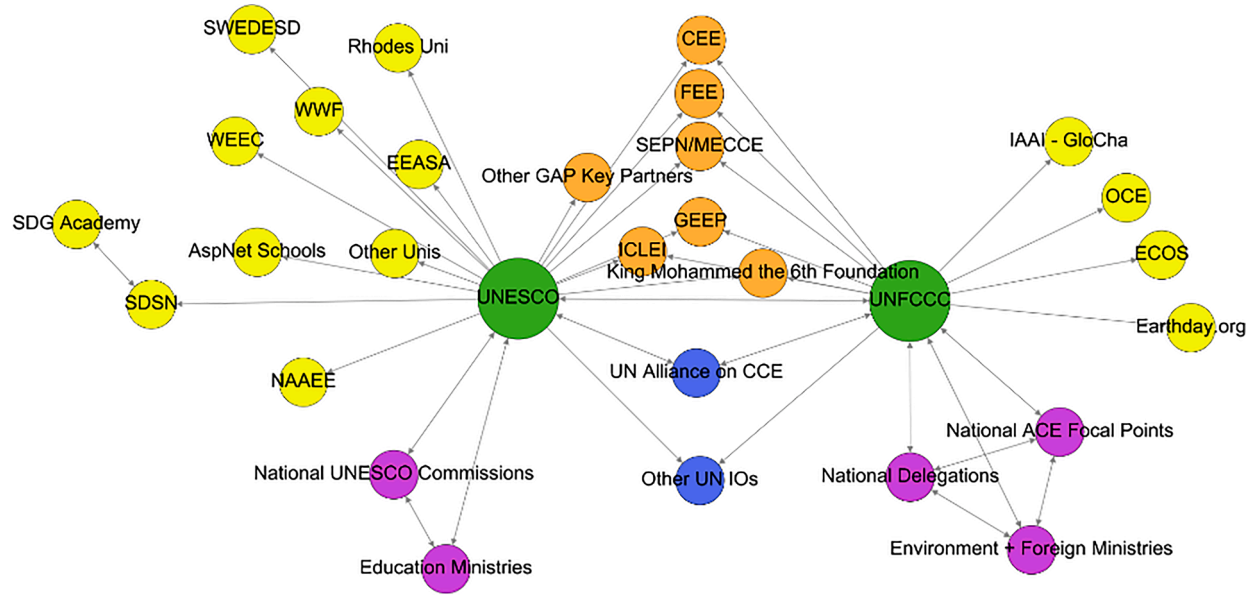 SWEDESD
Rhodes Uni
CEE
FEE
WWF
WEEC
EEASA
SEPN/MECCE
IAAI - GloCha
Other GAP Key Partners
OCE
SDG Academy
GEEP
AspNet Schools
Other Unis
ICLEI
ECOS
King Mohammed the 6th Foundation
SDSN
UNESCO
UNFCCC
Earthday.org
NAAEE
UN Alliance on CCE
National ACE Focal Points
National UNESCO Commissions
Other UN IOs
National Delegations
Environment + Foreign Ministries
Education Ministries